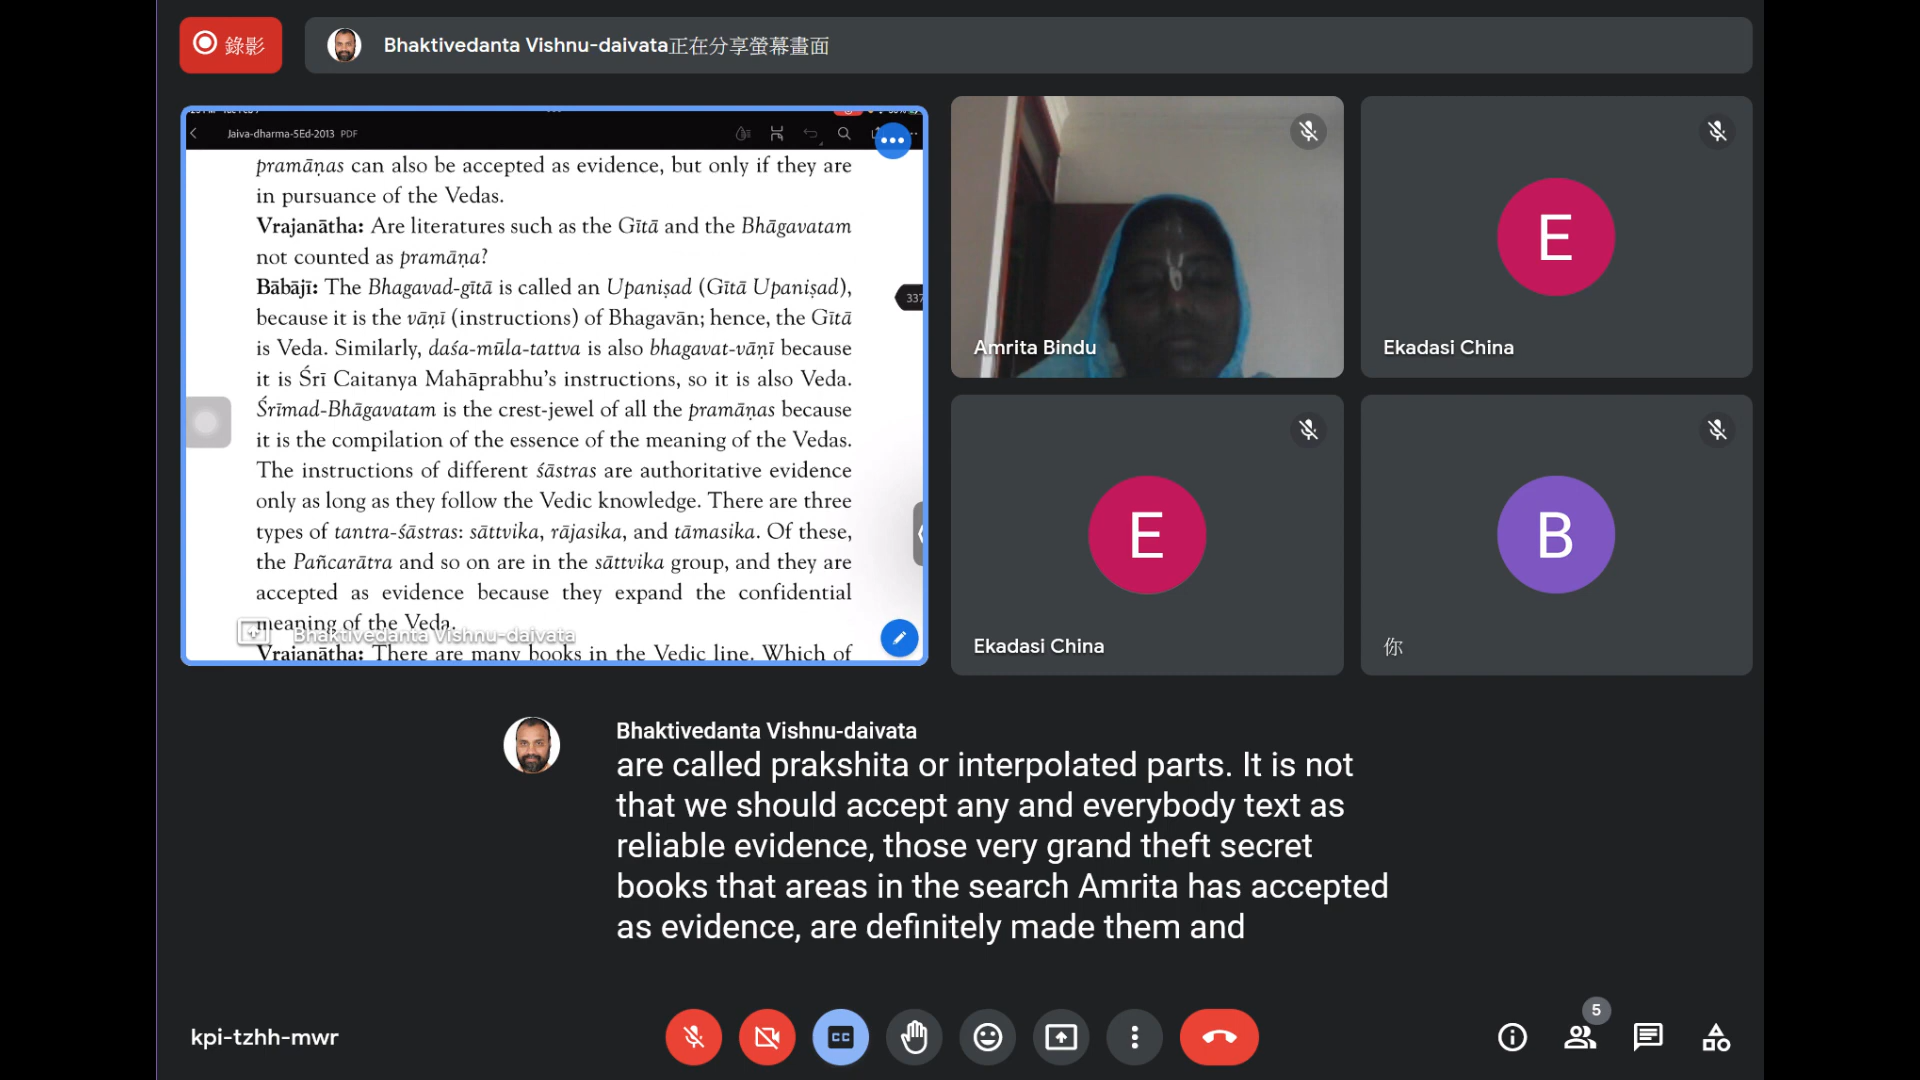 錄影
Bhaktivedanta Vishnu-daivata正在分享螢幕畫面
Jaiva-dharma-5Ed-2013 PDF
pramāṇas can also be accepted as evidence, but only if they are
in pursuance of the Vedas.
Vrajanātha: Are literatures such as the Gītā and the Bhāgavatam
not counted as pramāṇa?
Bābājī: The Bhagavad-gītā is called an Upaniṣad (Gītā Upaniṣad),
because it is the vāṇī (instructions) of Bhagavān; hence, the Gītā
is Veda. Similarly, daśa-mūla-tattva is also bhagavat-vāṇī because
it is Śrī Caitanya Mahāprabhu's instructions, so it is also Veda.
Śrīmad-Bhāgavatam is the crest-jewel of all the pramāṇas because
it is the compilation of the essence of the meaning of the Vedas.
The instructions of different śāstras are authoritative evidence
only as long as they follow the Vedic knowledge. There are three
types of tantra-śāstras: sāttvika, rājasika, and tāmasika. Of these,
the Pañcarātra and so on are in the sāttvika group, and they are
accepted as evidence because they expand the confidential
meaning of the Veda.
Vrajanātha: There are many books in the Vedic line. Which of
337
Bhaktivedanta Vishnu-daivata
Amrita Bindu
E
Ekadasi China
E
Ekadasi China
B
你
Bhaktivedanta Vishnu-daivata
are called prakshita or interpolated parts. It is not
that we should accept any and everybody text as
reliable evidence, those very grand theft secret
books that areas in the search Amrita has accepted
as evidence, are definitely made them and
kpi-tzhh-mwr
CC
5